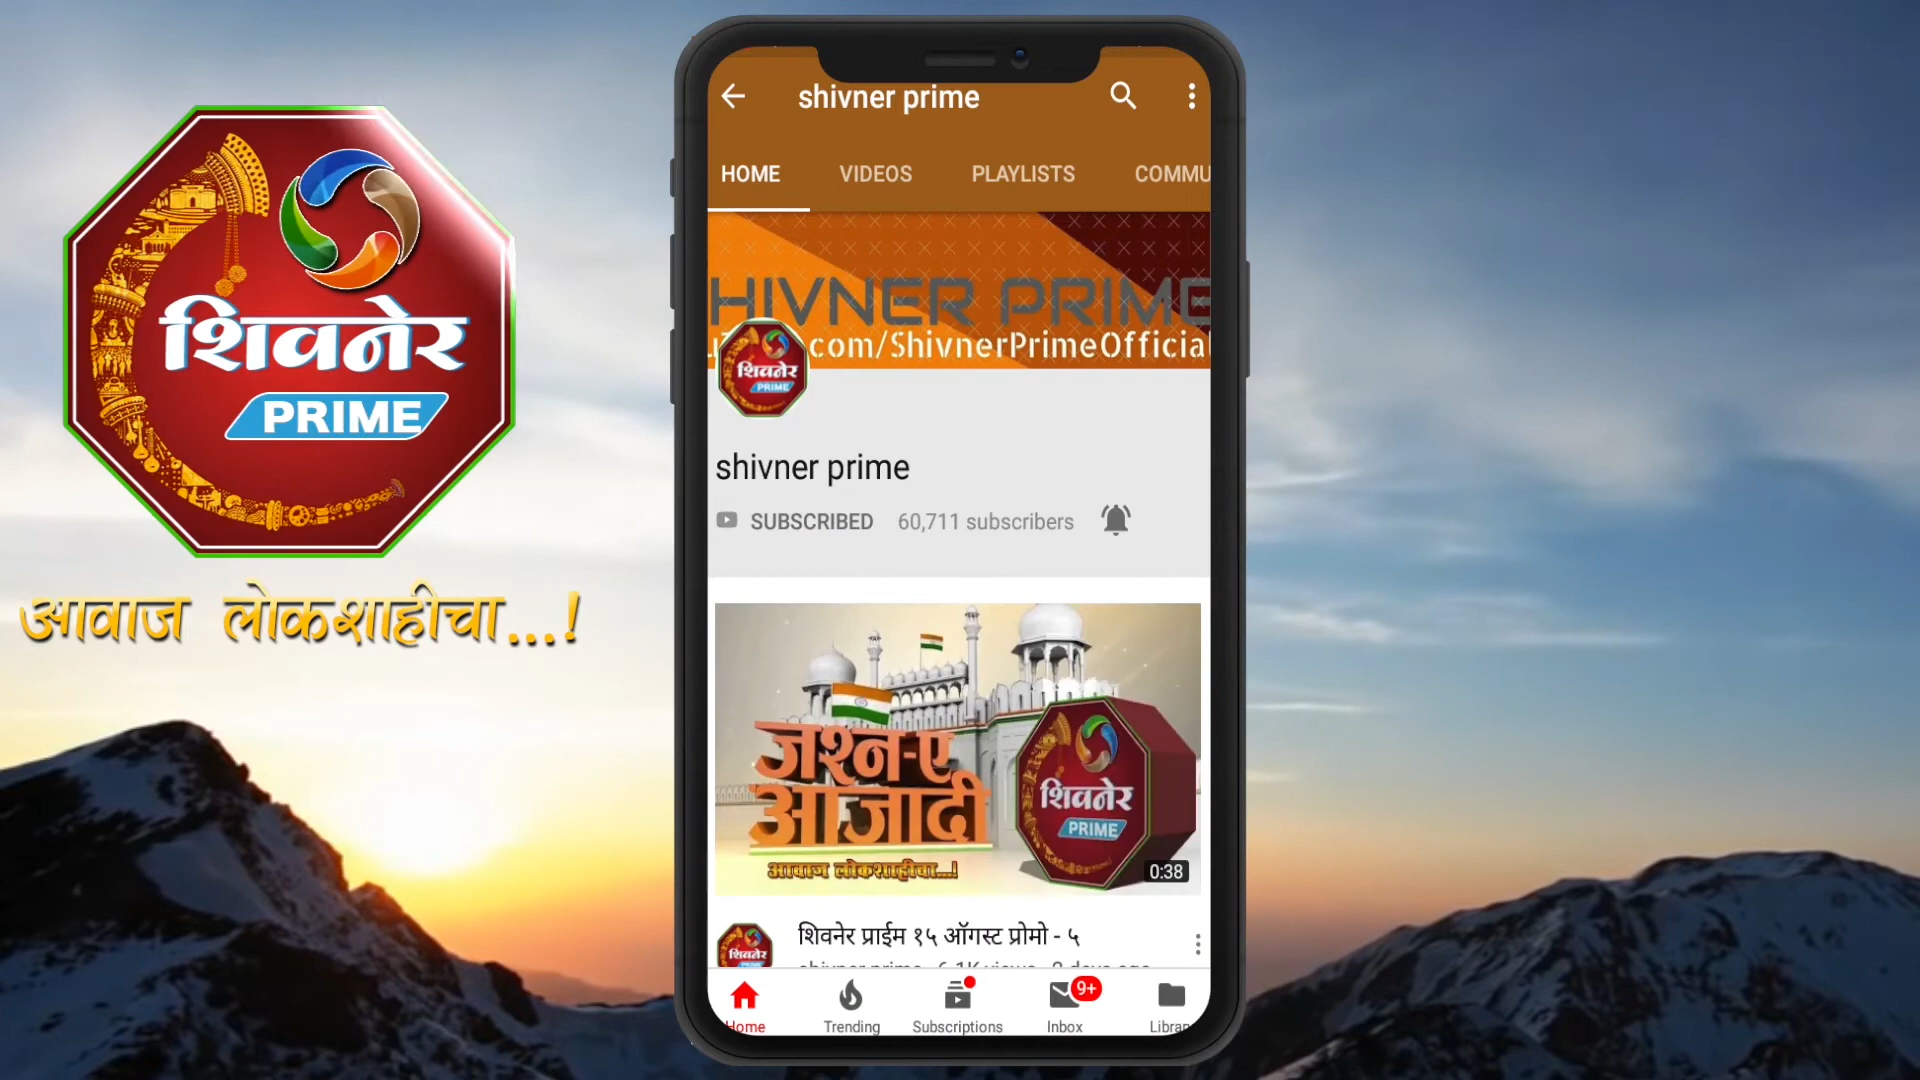 शिवनेर
PRIME
आवाज लोकशाहीचा...!
shivner prime
HOME VIDEOS PLAYLISTS COMMU
HIVNER PRIME
com/ShivnerPrimeOfficial
शिवनेर
PRIME
shivner prime
SUBSCRIBED 60,711 subscribers
जश्न-ए
आजादी
आवाज लोकशाहीचा...!
शिवनेर
PRIME
0:38
शिवनेर प्राईम १५ ऑगस्ट प्रोमो - ५
शिवनेर
9+
Home Trending Subscriptions Inbox Librar